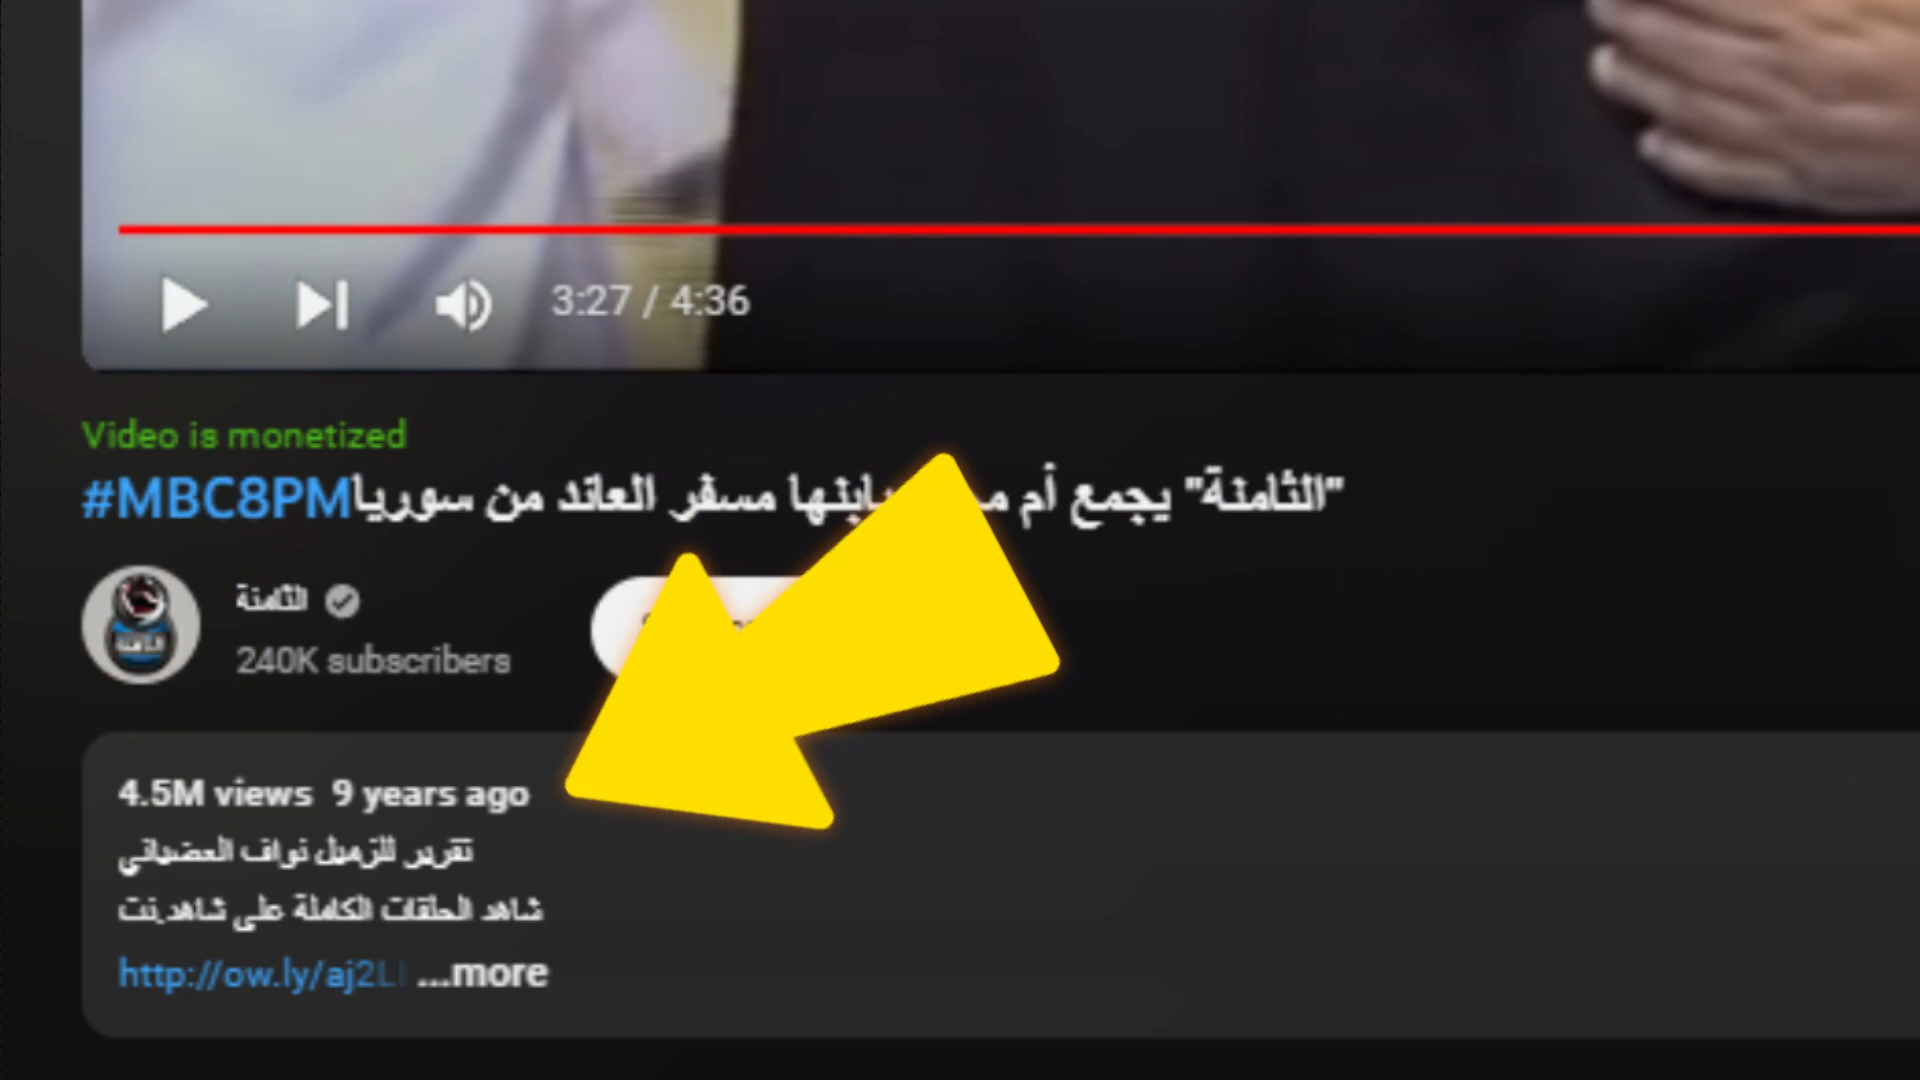 3:27 / 4:36
Video is monetized
"الثامنة" يجمع أم بابنها مسفر العائد من سوريا#MBC8PM
الثامنة
240K subscribers
4.5M views 9 years ago
تقرير للزميل نواف العضياني
شاهد الحلقات الكاملة على شاهد.نت
http://ow.ly/aj2L ...more